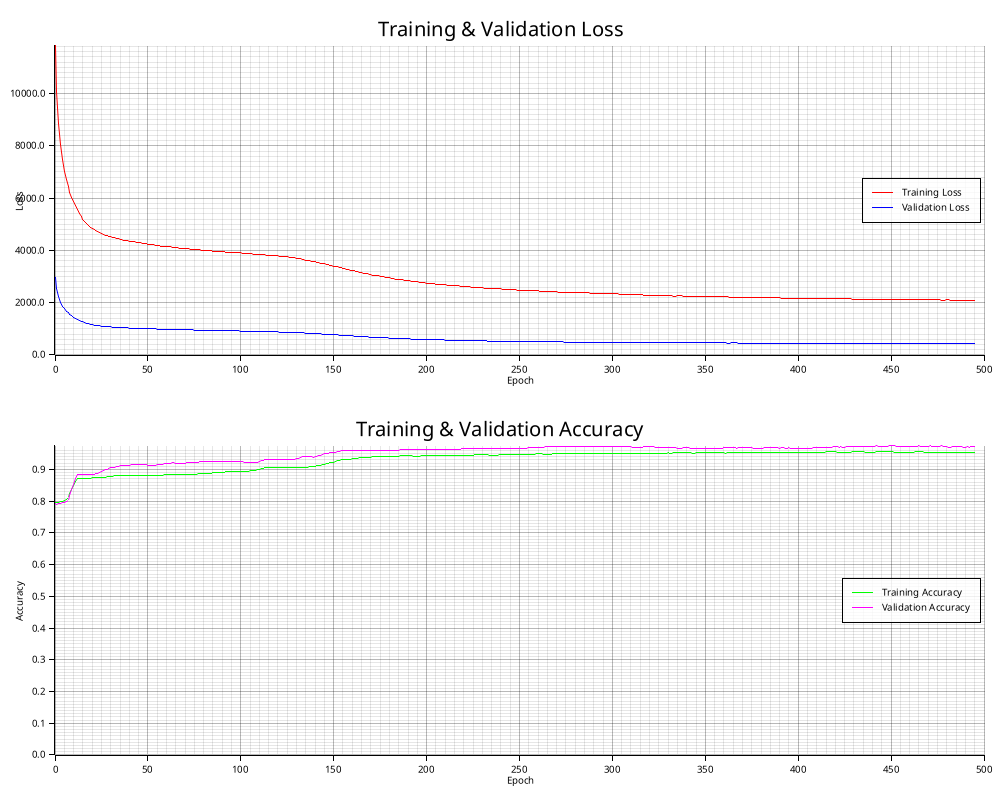 Training & Validation Loss
10000.0
8000.0
6000.0
4000.0
2000.0
0.0
Loss
Training Loss
Validation Loss
0 50 100 150 200 250 300 350 400 450 500
Epoch
Training & Validation Accuracy
0.9
0.8
0.7
0.6
0.5
0.4
0.3
0.2
0.1
0.0
Accuracy
Training Accuracy
Validation Accuracy
0 50 100 150 200 250 300 350 400 450 500
Epoch